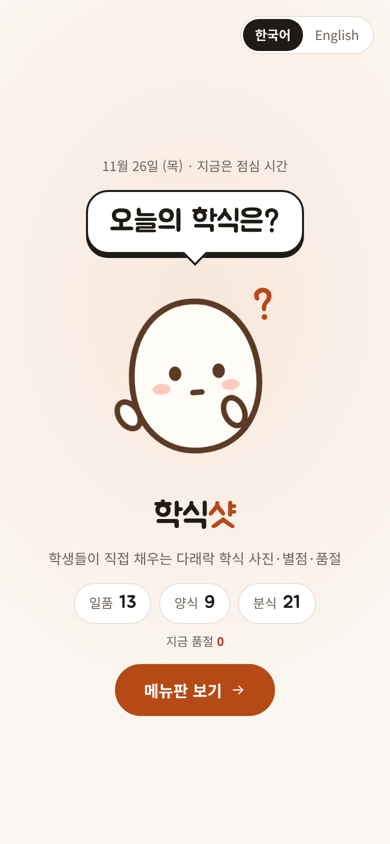 한국어 English
11월 26일 (목) · 지금은 점심 시간
오늘의 학식은?
?
학식샷
학생들이 직접 채우는 다래락 학식 사진·별점·품절
일품 13 양식 9 분식 21
지금 품절 0
메뉴판 보기 →